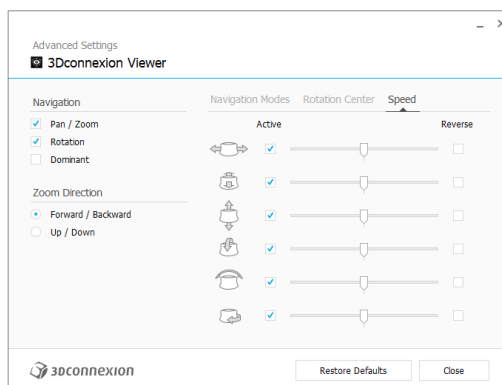 Advanced Settings
3Dconnexion Viewer
Navigation
Pan / Zoom
Rotation
Dominant
Zoom Direction
Forward / Backward
Up / Down
Navigation Modes Rotation Center Speed
Active Reverse
3Dconnexion
Restore Defaults Close